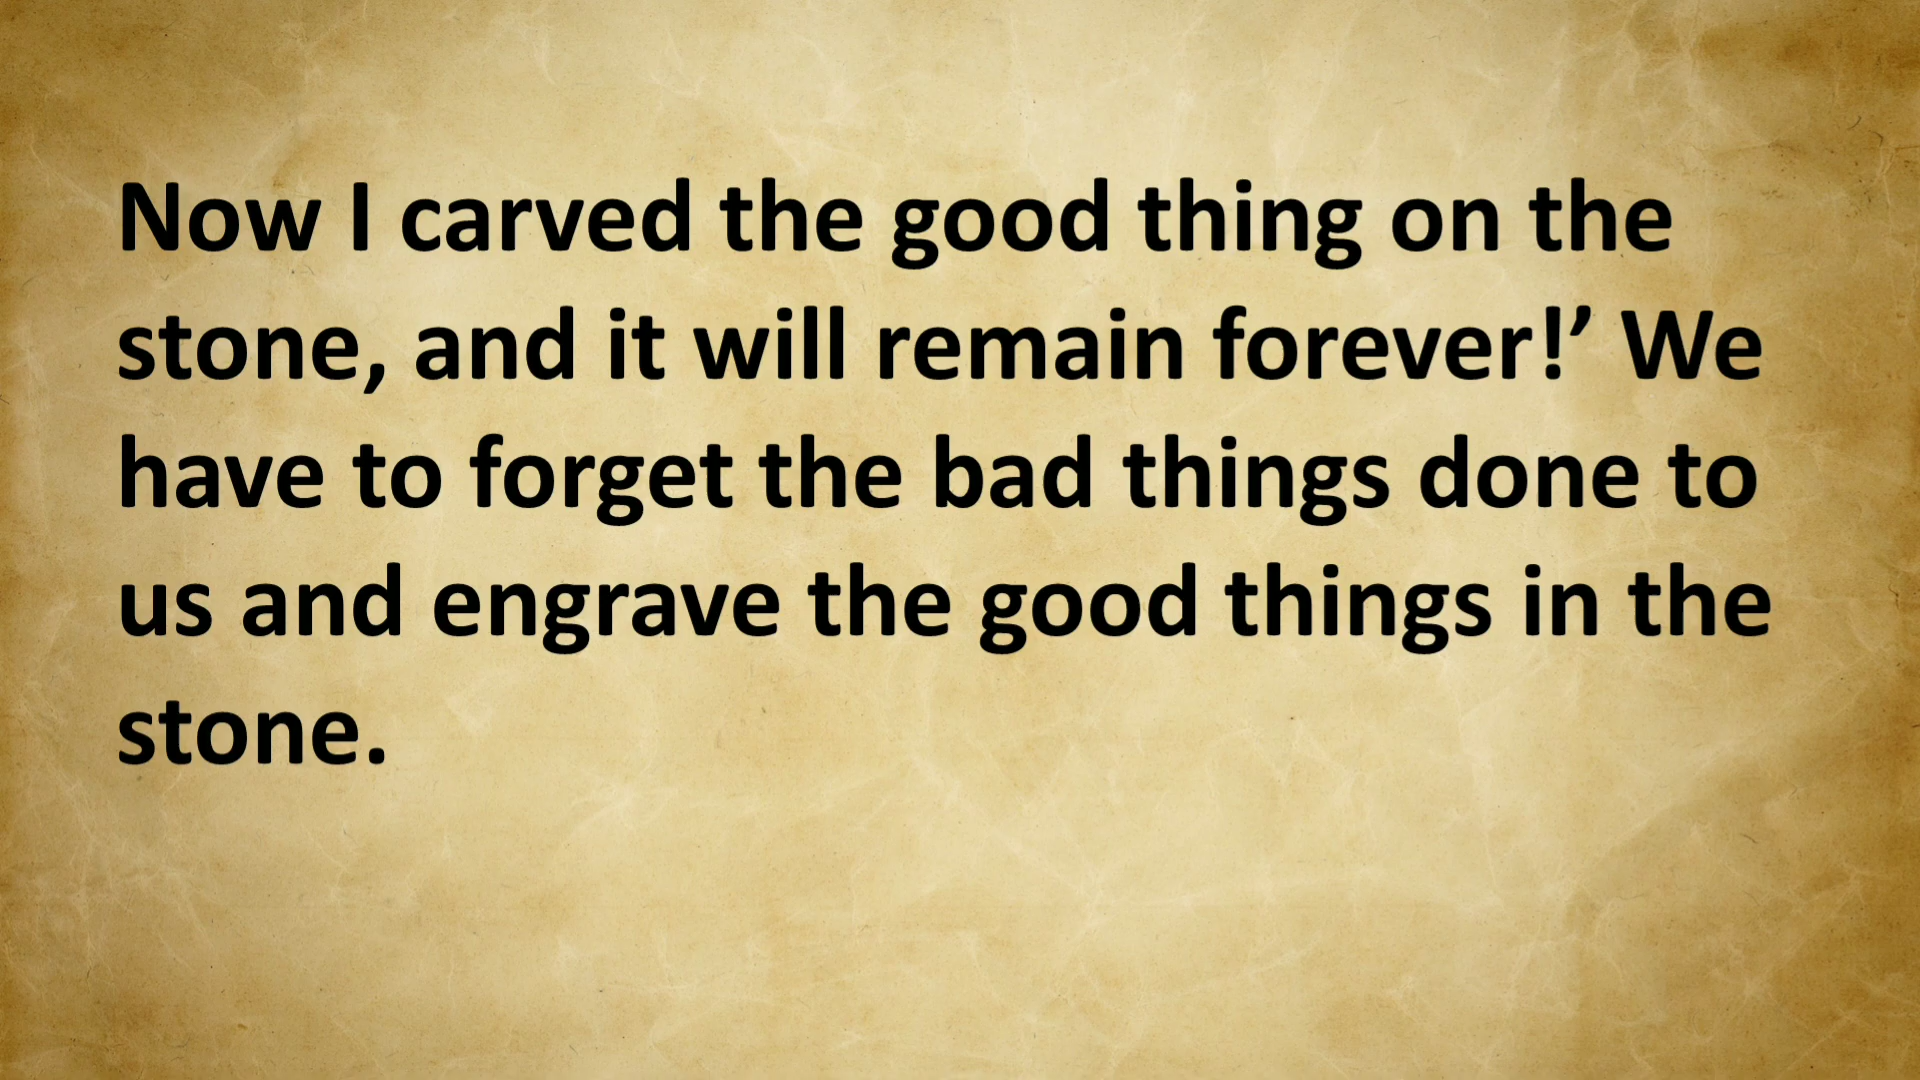 Now I carved the good thing on the
stone, and it will remain forever!’ We
have to forget the bad things done to
us and engrave the good things in the
stone.